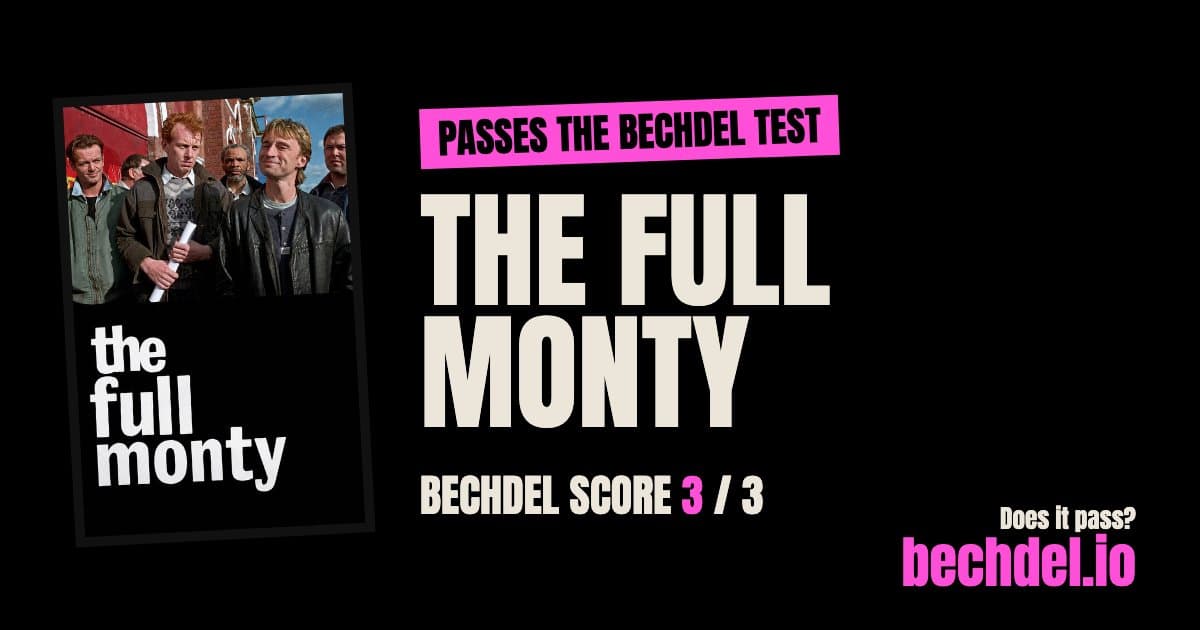 the
full
monty
PASSES THE BECHDEL TEST
THE FULL
MONTY
BECHDEL SCORE 3 / 3
Does it pass?
bechdel.io